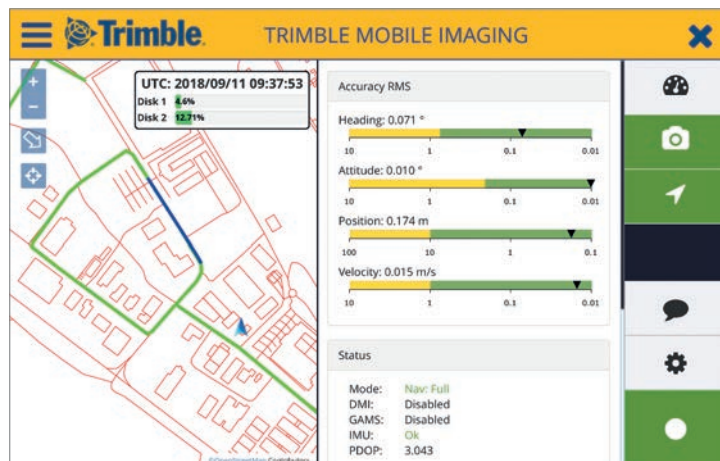 Trimble.
TRIMBLE MOBILE IMAGING
+
−
UTC: 2018/09/11 09:37:53
Disk 1 4.6%
Disk 2 12.71%
©OpenStreetMap Contributors
Accuracy RMS
Heading: 0.071 °
10 1 0.1 0.01
Attitude: 0.010 °
10 1 0.1 0.01
Position: 0.174 m
100 10 1 0.1
Velocity: 0.015 m/s
10 1 0.1 0.01
Status
Mode: Nav: Full
DMI: Disabled
GAMS: Disabled
IMU: Ok
PDOP: 3.043